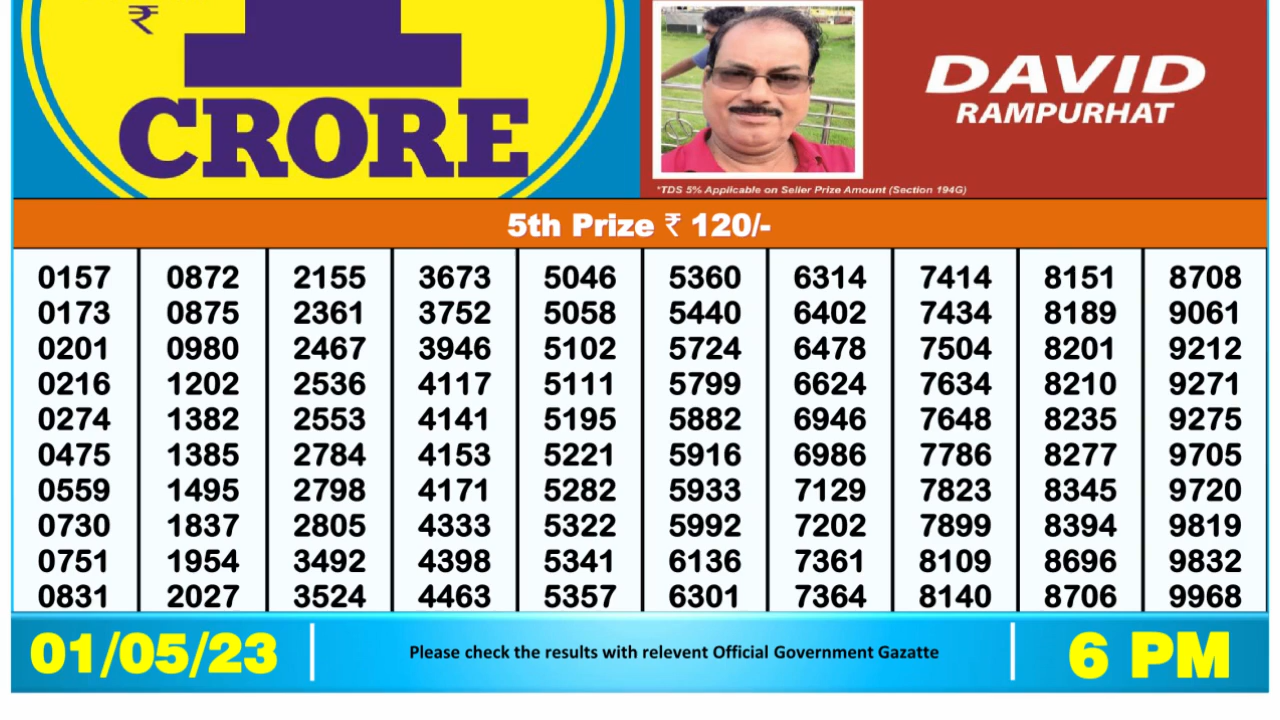 ₹
1
CRORE
DAVID
RAMPURHAT
*TDS 5% Applicable on Seller Prize Amount (Section 194G)
5th Prize ₹ 120/-
0157 0872 2155 3673 5046 5360 6314 7414 8151 8708
0173 0875 2361 3752 5058 5440 6402 7434 8189 9061
0201 0980 2467 3946 5102 5724 6478 7504 8201 9212
0216 1202 2536 4117 5111 5799 6624 7634 8210 9271
0274 1382 2553 4141 5195 5882 6946 7648 8235 9275
0475 1385 2784 4153 5221 5916 6986 7786 8277 9705
0559 1495 2798 4171 5282 5933 7129 7823 8345 9720
0730 1837 2805 4333 5322 5992 7202 7899 8394 9819
0751 1954 3492 4398 5341 6136 7361 8109 8696 9832
0831 2027 3524 4463 5357 6301 7364 8140 8706 9968
01/05/23 Please check the results with relevent Official Government Gazatte 6 PM